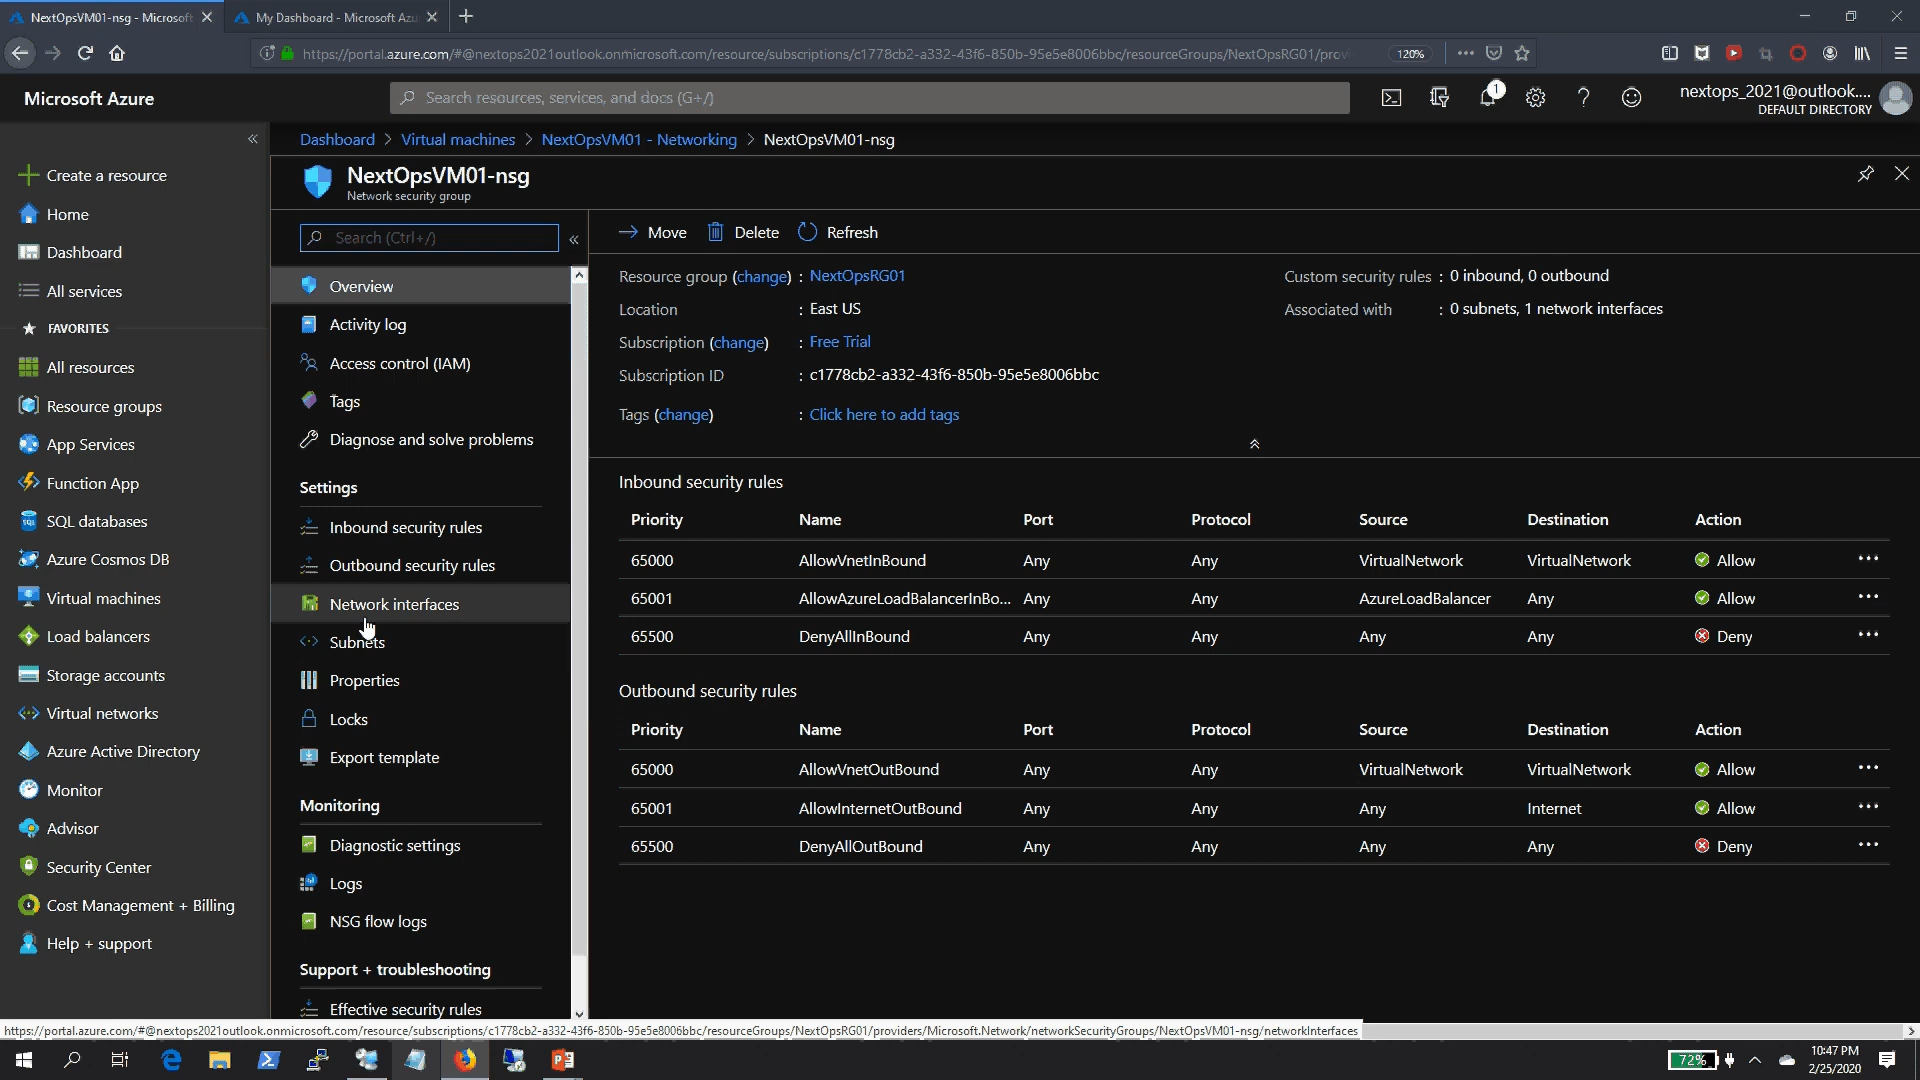 NextOpsVM01-nsg - Microsoft
My Dashboard - Microsoft Azu
https://portal.azure.com/#@nextops2021outlook.onmicrosoft.com/resource/subscriptions/c1778cb2-a332-43f6-850b-95e5e8006bbc/resourceGroups/NextOpsRG01/prov
120%
Microsoft Azure
Search resources, services, and docs (G+/)
1
nextops_2021@outlook....
DEFAULT DIRECTORY
Dashboard > Virtual machines > NextOpsVM01 - Networking > NextOpsVM01-nsg
NextOpsVM01-nsg
Network security group
Create a resource
Home
Dashboard
All services
FAVORITES
All resources
Resource groups
App Services
Function App
SQL databases
Azure Cosmos DB
Virtual machines
Load balancers
Storage accounts
Virtual networks
Azure Active Directory
Monitor
Advisor
Security Center
Cost Management + Billing
Help + support
Search (Ctrl+/)
Overview
Activity log
Access control (IAM)
Tags
Diagnose and solve problems
Settings
Inbound security rules
Outbound security rules
Network interfaces
Subnets
Properties
Locks
Export template
Monitoring
Diagnostic settings
Logs
NSG flow logs
Support + troubleshooting
Effective security rules
Move Delete Refresh
Resource group (change) : NextOpsRG01
Location : East US
Subscription (change) : Free Trial
Subscription ID : c1778cb2-a332-43f6-850b-95e5e8006bbc
Tags (change) : Click here to add tags
Custom security rules : 0 inbound, 0 outbound
Associated with : 0 subnets, 1 network interfaces
Inbound security rules
Priority Name Port Protocol Source Destination Action
65000 AllowVnetInBound Any Any VirtualNetwork VirtualNetwork Allow
65001 AllowAzureLoadBalancerInBo... Any Any AzureLoadBalancer Any Allow
65500 DenyAllInBound Any Any Any Any Deny
Outbound security rules
Priority Name Port Protocol Source Destination Action
65000 AllowVnetOutBound Any Any VirtualNetwork VirtualNetwork Allow
65001 AllowInternetOutBound Any Any Any Internet Allow
65500 DenyAllOutBound Any Any Any Any Deny
https://portal.azure.com/#@nextops2021outlook.onmicrosoft.com/resource/subscriptions/c1778cb2-a332-43f6-850b-95e5e8006bbc/resourceGroups/NextOpsRG01/providers/Microsoft.Network/networkSecurityGroups/NextOpsVM01-nsg/networkInterfaces
72%
10:47 PM
2/25/2020